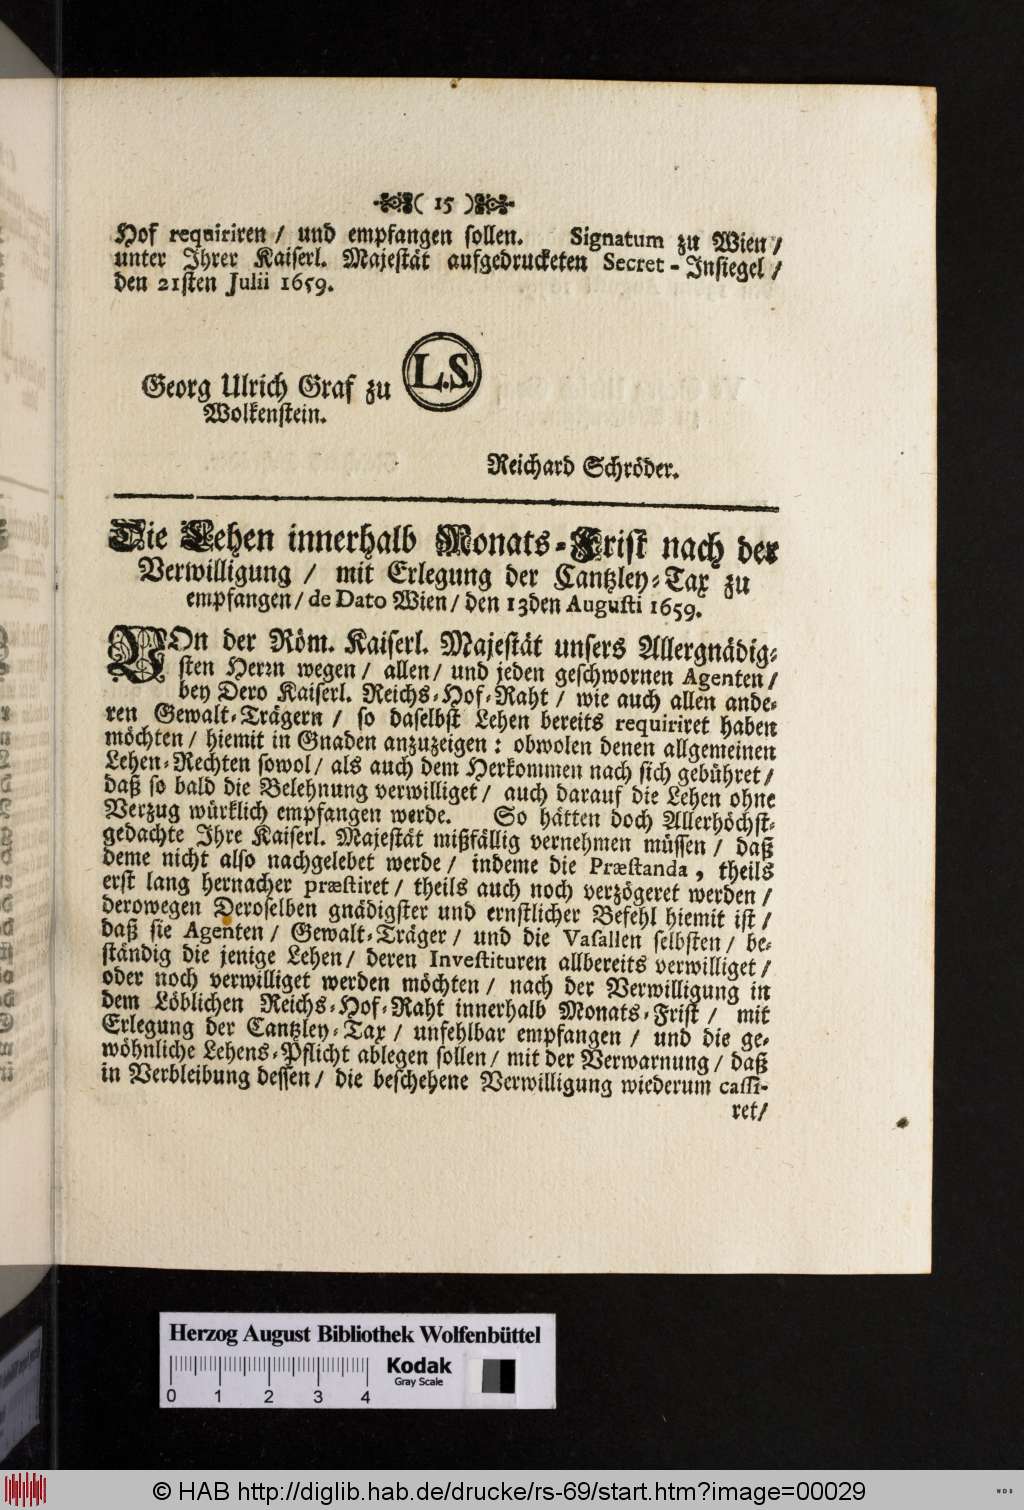 ( 15 )
Hof requiriren / und empfangen sollen. Signatum zu Wien /
unter Ihrer Kaiserl. Majestät aufgedruckten Secret-Insiegel /
den 21sten Julii 1659.
L.S.
Georg Ulrich Graf zu
Wolkenstein.
Reichard Schröder.
Die Lehen innerhalb Monats-Frist nach der
Verwilligung / mit Erlegung der Cantzley-Tax zu
empfangen / de Dato Wien / den 13den Augusti 1659.
VOn der Röm. Kaiserl. Majestät unsers Allergnädig-
sten Herrn wegen / allen / und jeden geschwornen Agenten /
bey Dero Kaiserl. Reichs-Hof-Raht / wie auch allen ande-
ren Gewalt-Trägern / so daselbst Lehen bereits requiriret haben
möchten / hiemit in Gnaden anzuzeigen: obwolen denen allgemeinen
Lehen-Rechten sowol / als auch dem Herkommen nach sich gebühret /
daß so bald die Belehnung verwilliget / auch darauf die Lehen ohne
Verzug würklich empfangen werde. So hätten doch Allerhöchst-
gedachte Ihre Kaiserl. Majestät mißfällig vernehmen müssen / daß
deme nicht also nachgelebet werde / indeme die Præstanda, theils
erst lang hernacher præstiret / theils auch noch verzögeret werden /
derowegen Deroselben gnädigster und ernstlicher Befehl hiemit ist /
daß sie Agenten / Gewalt-Träger / und die Vasallen selbsten / be-
ständig die jenige Lehen / deren Investituren allbereits verwilliget /
oder noch verwilliget werden möchten / nach der Verwilligung in
dem Löblichen Reichs-Hof-Raht innerhalb Monats-Frist / mit
Erlegung der Cantzley-Tax / unfehlbar empfangen / und die ge-
wöhnliche Lehens-Pflicht ablegen sollen / mit der Verwarnung / daß
in Verbleibung dessen / die beschehene Verwilligung wiederum cassi-
ret/
Herzog August Bibliothek Wolfenbüttel
Kodak
Gray Scale
0 1 2 3 4
© HAB http://diglib.hab.de/drucke/rs-69/start.htm?image=00029